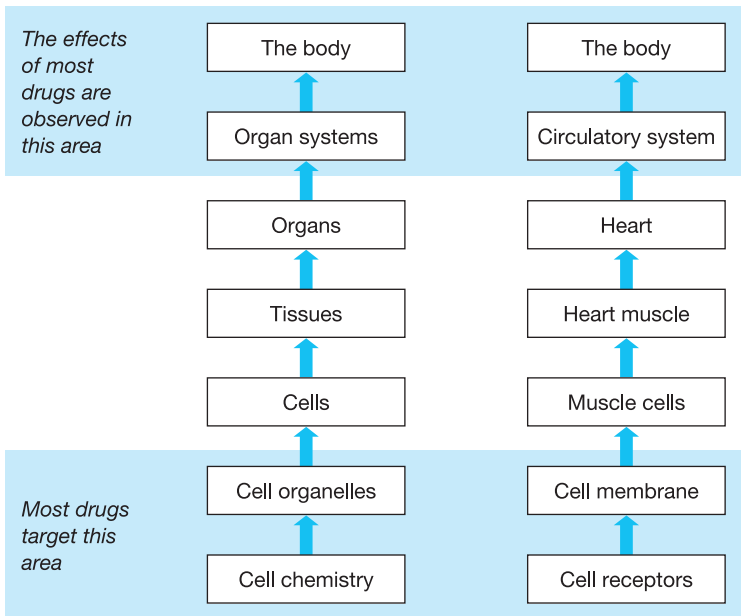 The effects
of most
drugs are
observed in
this area
The body
The body
Organ systems
Circulatory system
Organs
Heart
Tissues
Heart muscle
Cells
Muscle cells
Most drugs
target this
area
Cell organelles
Cell membrane
Cell chemistry
Cell receptors